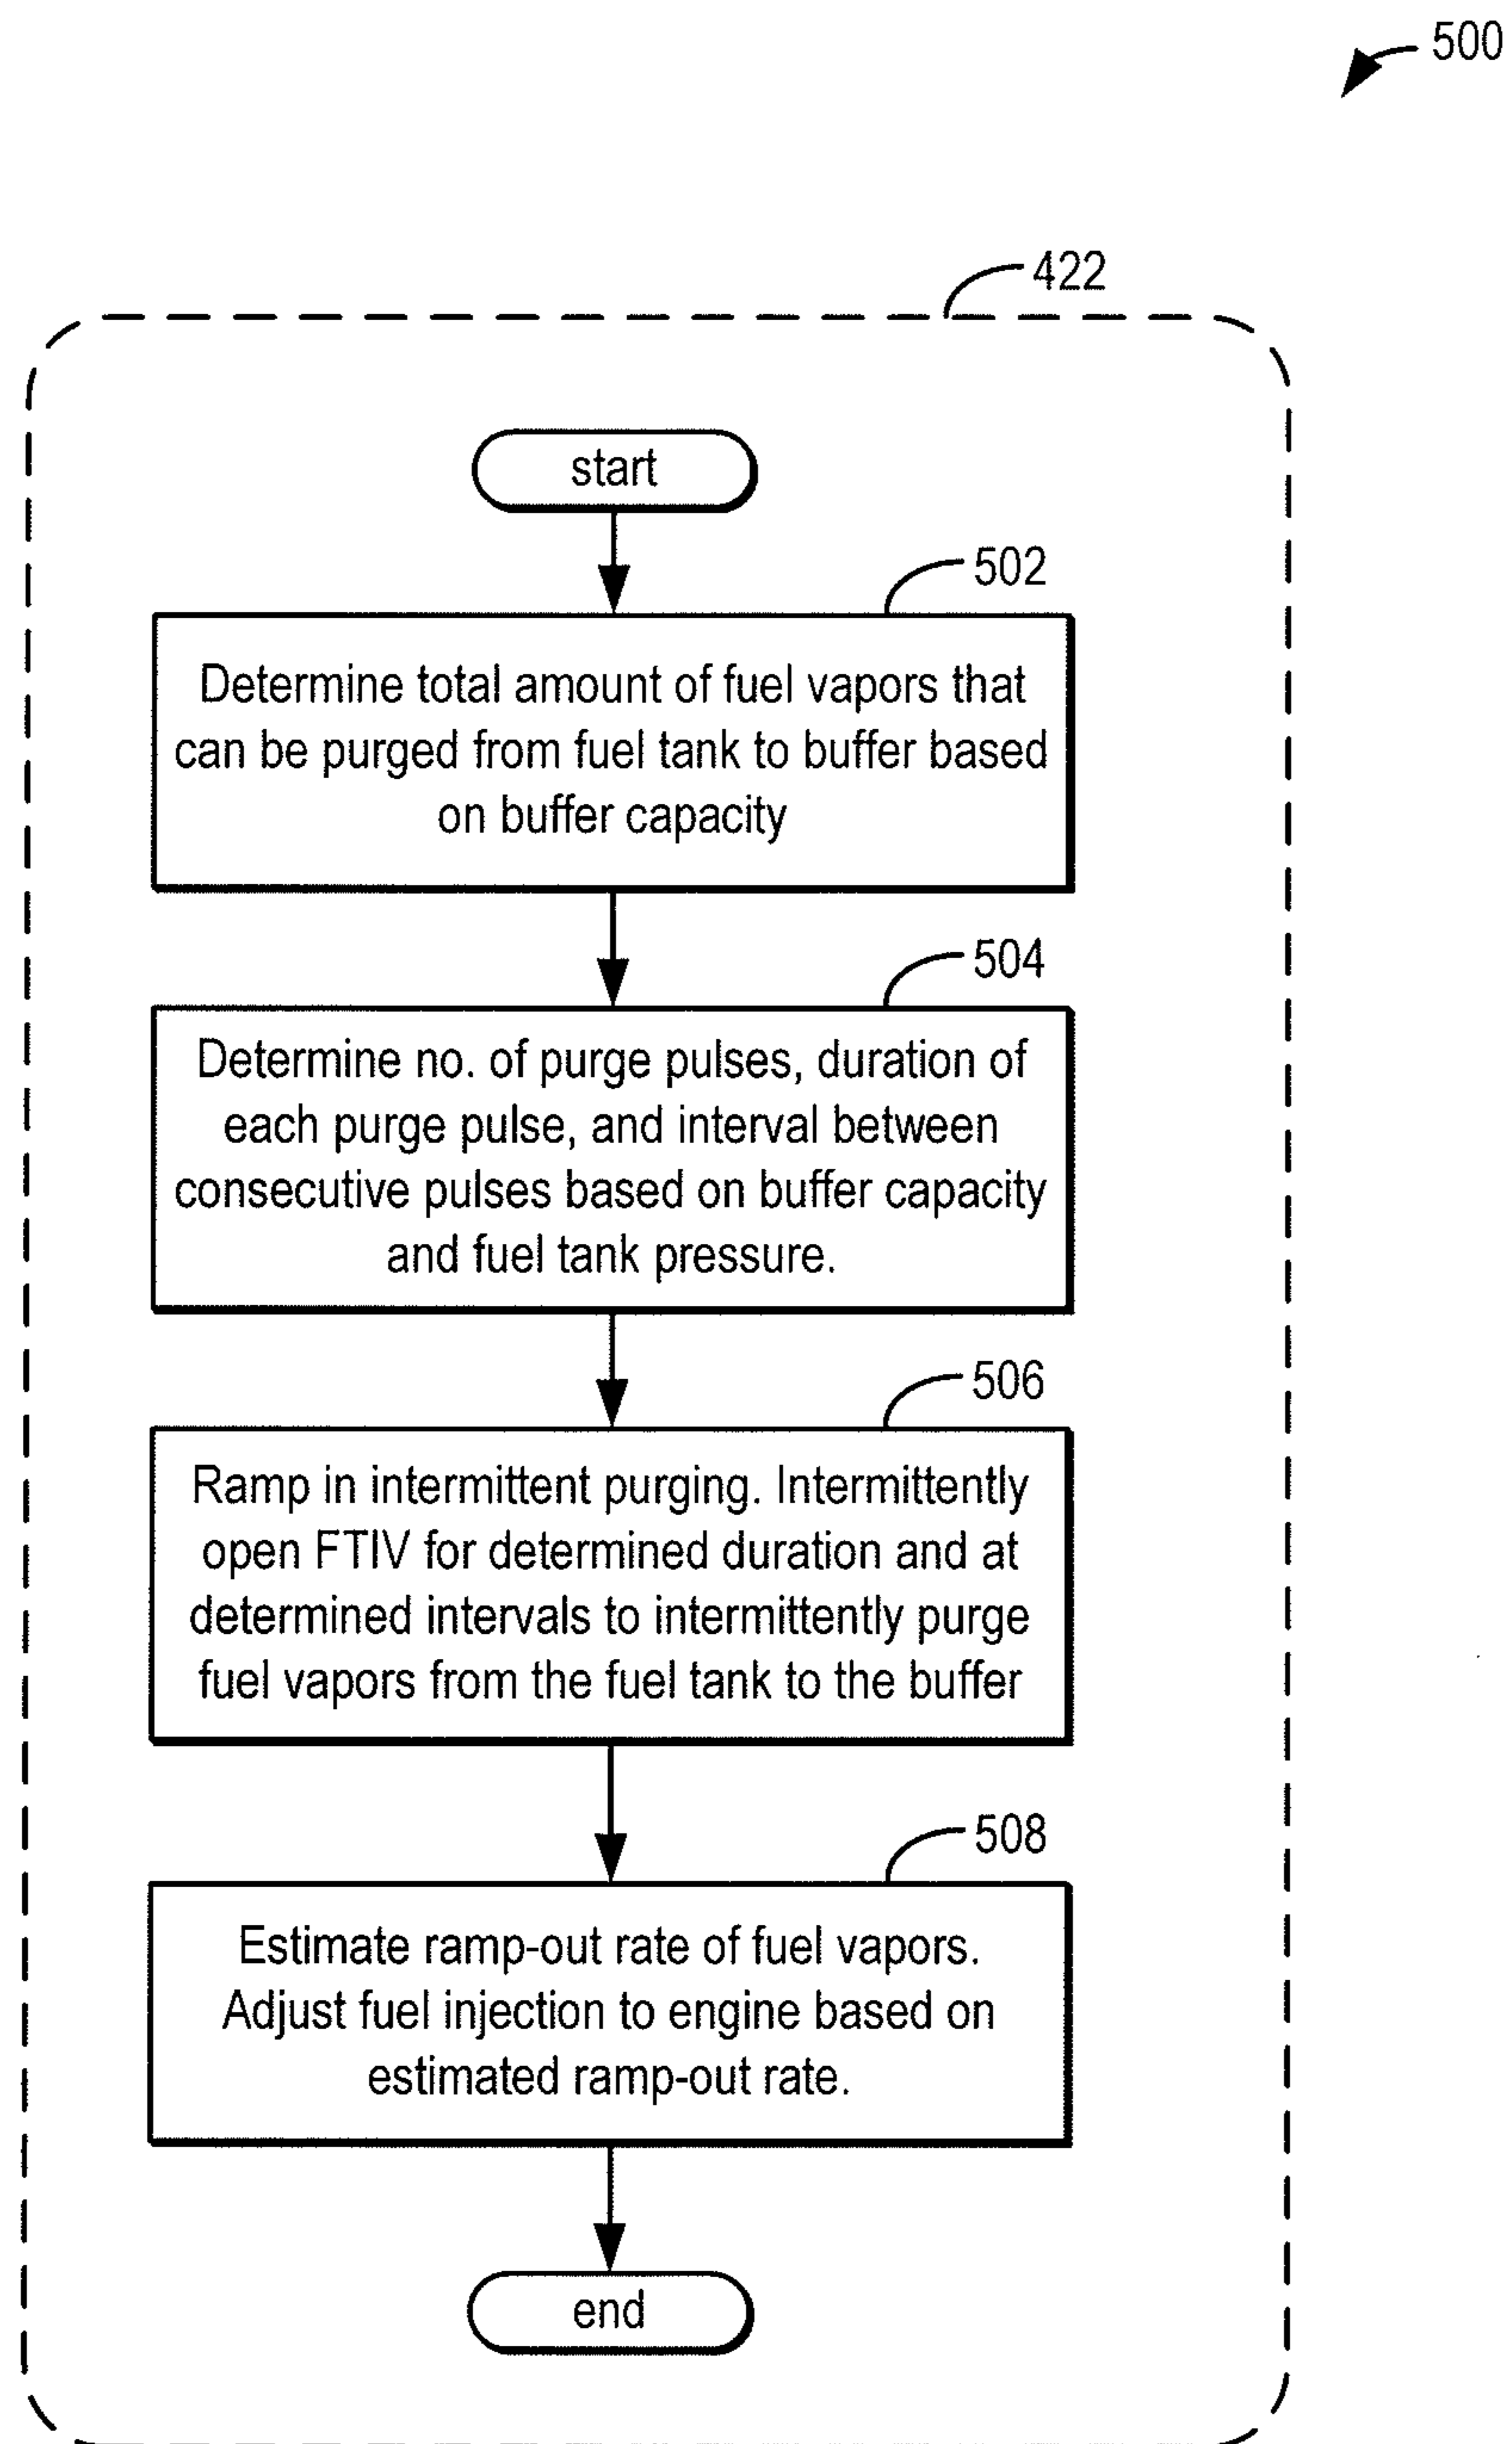 500
422
start
502
Determine total amount of fuel vapors that
can be purged from fuel tank to buffer based
on buffer capacity
504
Determine no. of purge pulses, duration of
each purge pulse, and interval between
consecutive pulses based on buffer capacity
and fuel tank pressure.
506
Ramp in intermittent purging. Intermittently
open FTIV for determined duration and at
determined intervals to intermittently purge
fuel vapors from the fuel tank to the buffer
508
Estimate ramp-out rate of fuel vapors.
Adjust fuel injection to engine based on
estimated ramp-out rate.
end